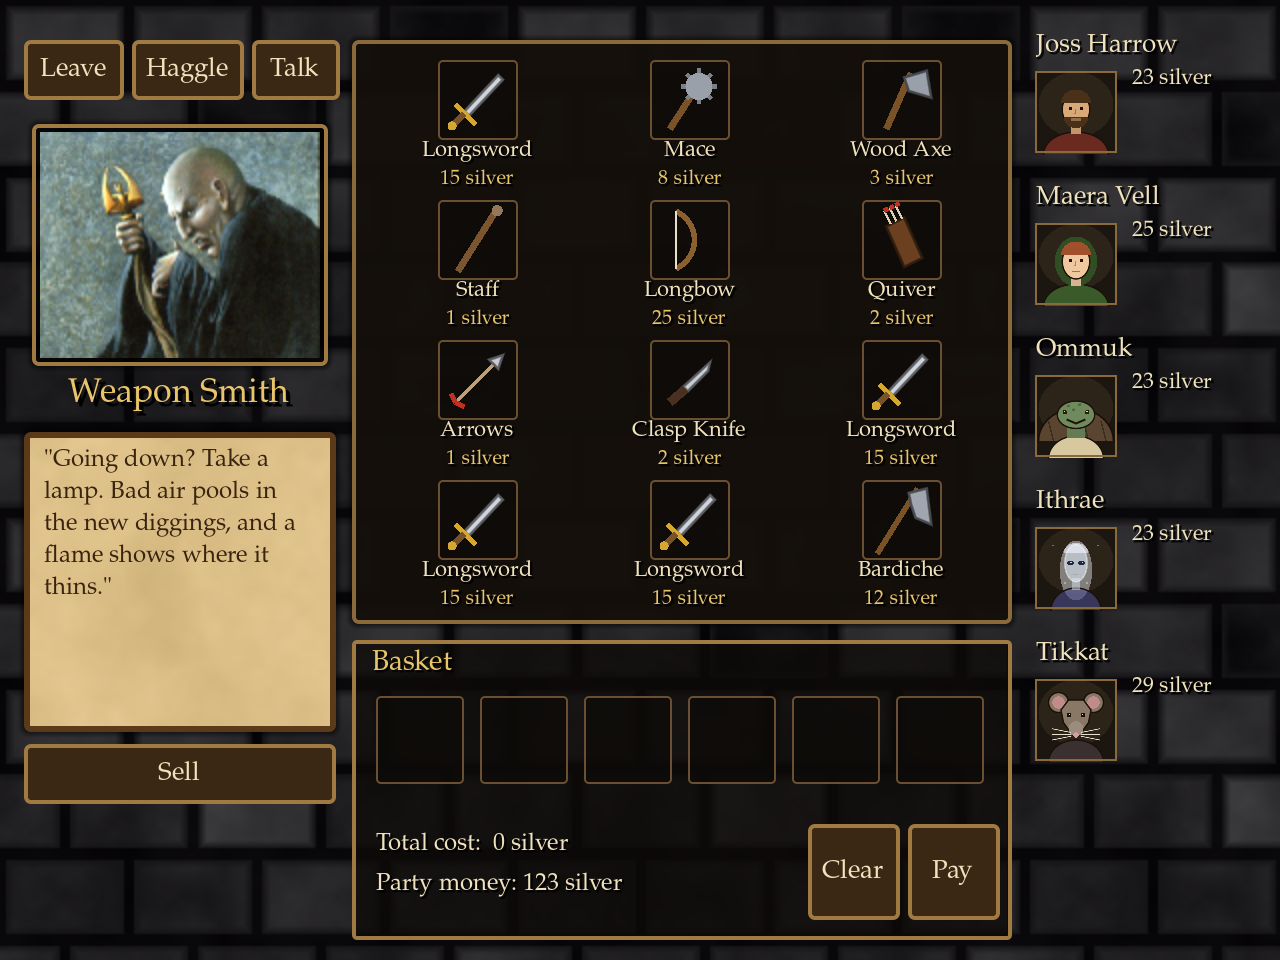 Leave
Haggle
Talk
Weapon Smith
"Going down? Take a
lamp. Bad air pools in
the new diggings, and a
flame shows where it
thins."
Sell
Longsword
15 silver
Mace
8 silver
Wood Axe
3 silver
Staff
1 silver
Longbow
25 silver
Quiver
2 silver
Arrows
1 silver
Clasp Knife
2 silver
Longsword
15 silver
Longsword
15 silver
Longsword
15 silver
Bardiche
12 silver
Basket
Total cost: 0 silver
Party money: 123 silver
Clear
Pay
Joss Harrow
23 silver
Maera Vell
25 silver
Ommuk
23 silver
Ithrae
23 silver
Tikkat
29 silver